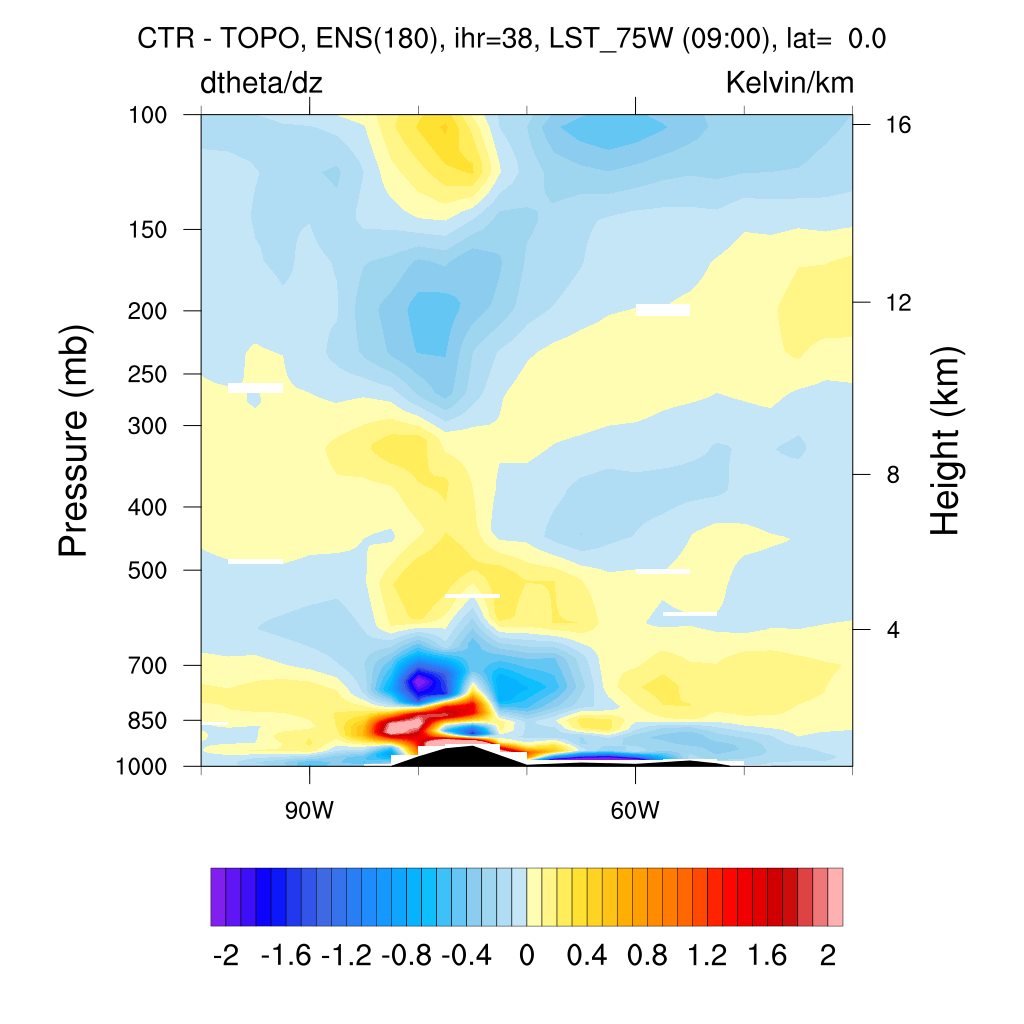 CTR - TOPO, ENS(180), ihr=38, LST_75W (09:00), lat=  0.0
dtheta/dz Kelvin/km
100
150
200
250
300
400
500
700
850
1000
Pressure (mb)
16
12
8
4
Height (km)
90W 60W
-2 -1.6 -1.2 -0.8 -0.4 0 0.4 0.8 1.2 1.6 2